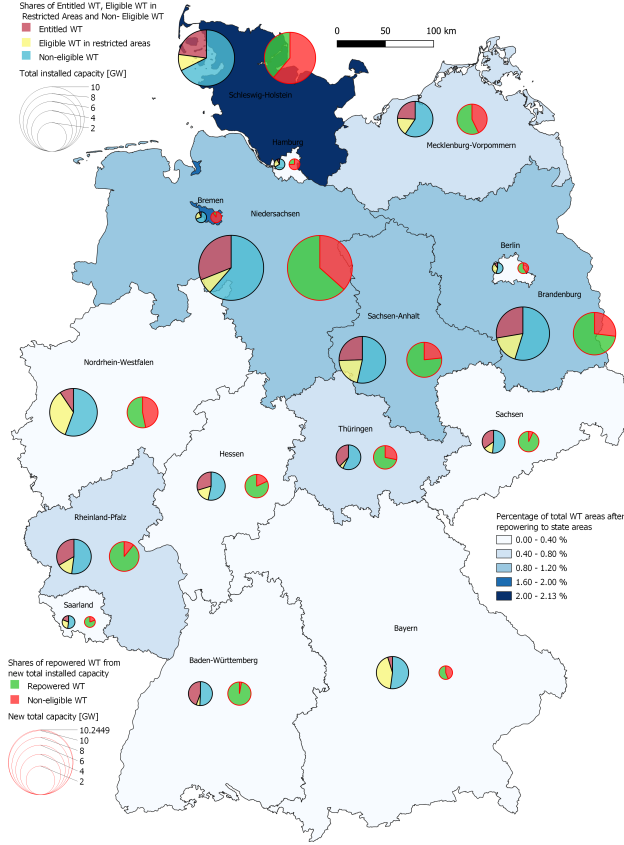 Shares of Entitled WT, Eligible WT in
Restricted Areas and Non- Eligible WT
Entitled WT
Eligible WT in restricted areas
Non-eligible WT
Total installed capacity [GW]
10
8
6
4
2
0 50 100 km
Schleswig-Holstein
Hamburg
Mecklenburg-Vorpommern
Bremen
Niedersachsen
Berlin
Brandenburg
Sachsen-Anhalt
Nordrhein-Westfalen
Sachsen
Thüringen
Hessen
Rheinland-Pfalz
Percentage of total WT areas after
repowering to state areas
0.00 - 0.40 %
0.40 - 0.80 %
0.80 - 1.20 %
1.60 - 2.00 %
2.00 - 2.13 %
Saarland
Bayern
Baden-Württemberg
Shares of repowered WT from
new total installed capacity
Repowered WT
Non-eligible WT
New total capacity [GW]
10.2449
10
8
6
4
2